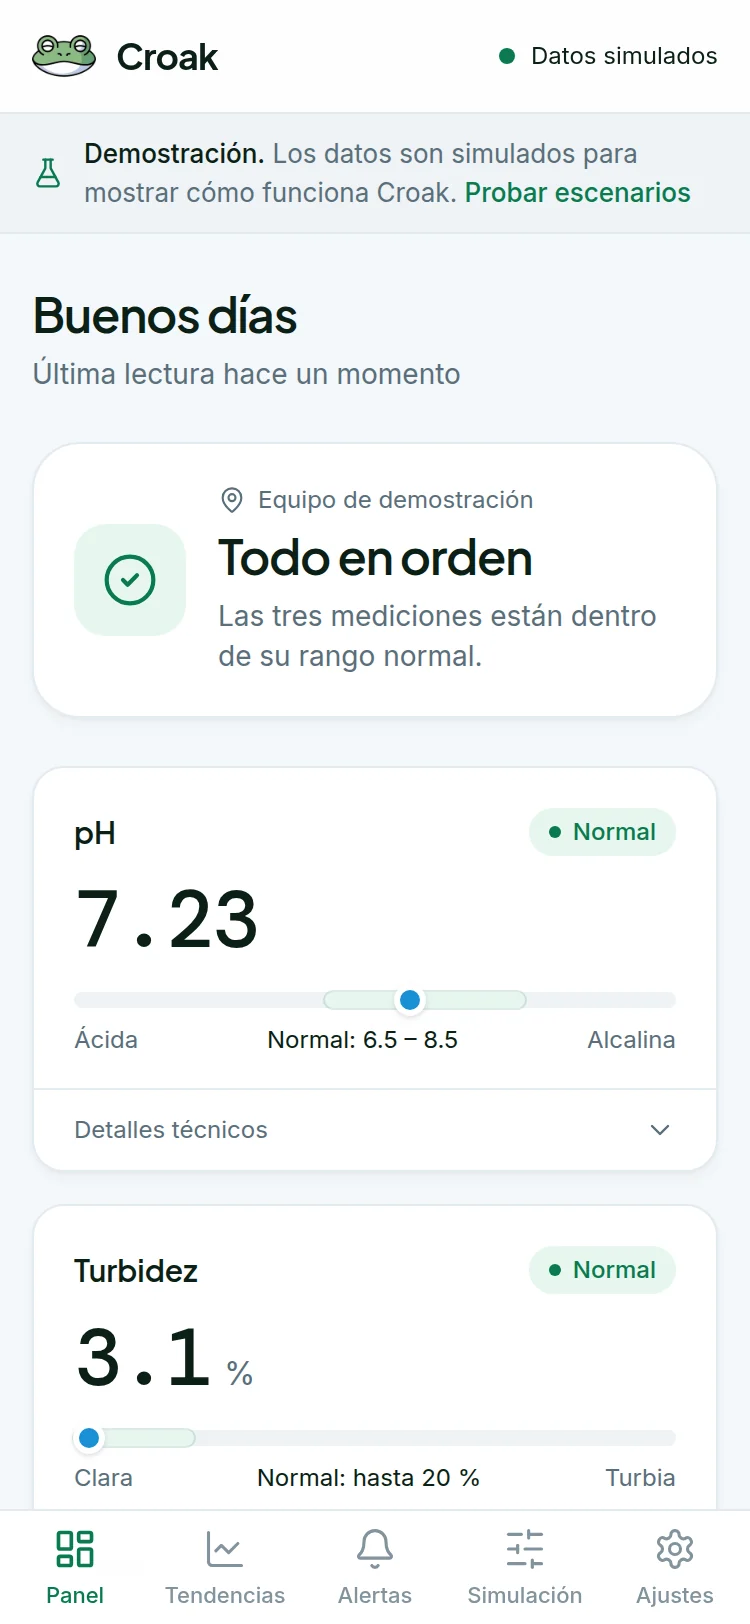 Croak
Datos simulados
Demostración. Los datos son simulados para
mostrar cómo funciona Croak. Probar escenarios
Buenos días
Última lectura hace un momento
Equipo de demostración
Todo en orden
Las tres mediciones están dentro
de su rango normal.
pH
Normal
7.23
Ácida
Normal: 6.5 – 8.5
Alcalina
Detalles técnicos
Turbidez
Normal
3.1 %
Clara
Normal: hasta 20 %
Turbia
Panel
Tendencias
Alertas
Simulación
Ajustes